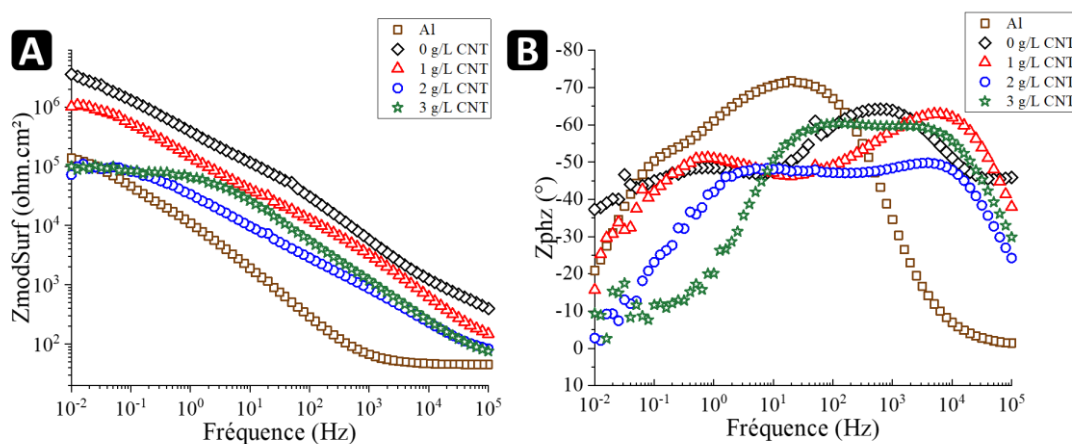 A
ZmodSurf (ohm.cm²)
10⁶
10⁵
10⁴
10³
10²
10⁻² 10⁻¹ 10⁰ 10¹ 10² 10³ 10⁴ 10⁵
Fréquence (Hz)
Al
0 g/L CNT
1 g/L CNT
2 g/L CNT
3 g/L CNT
B
Zphz (°)
-80
-70
-60
-50
-40
-30
-20
-10
0
10
10⁻² 10⁻¹ 10⁰ 10¹ 10² 10³ 10⁴ 10⁵
Fréquence (Hz)
Al
0 g/L CNT
1 g/L CNT
2 g/L CNT
3 g/L CNT